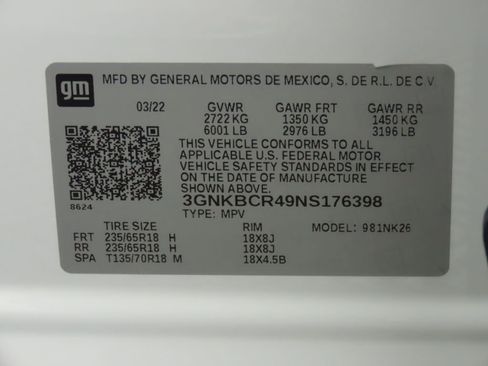 gm
MFD BY GENERAL MOTORS DE MEXICO, S. DE R.L. DE C.V.
03/22 GVWR GAWR FRT GAWR RR
2722 KG 1350 KG 1450 KG
6001 LB 2976 LB 3196 LB
THIS VEHICLE CONFORMS TO ALL
APPLICABLE U.S. FEDERAL MOTOR
VEHICLE SAFETY STANDARDS IN EFFECT
ON THE DATE OF MANUFACTURE
SHOWN ABOVE
8624
3GNKBCR49NS176398
TYPE: MPV
TIRE SIZE RIM MODEL: 981NK26
FRT 235/65R18 H 18X8J
RR 235/65R18 H 18X8J
SPA T135/70R18 M 18X4.5B